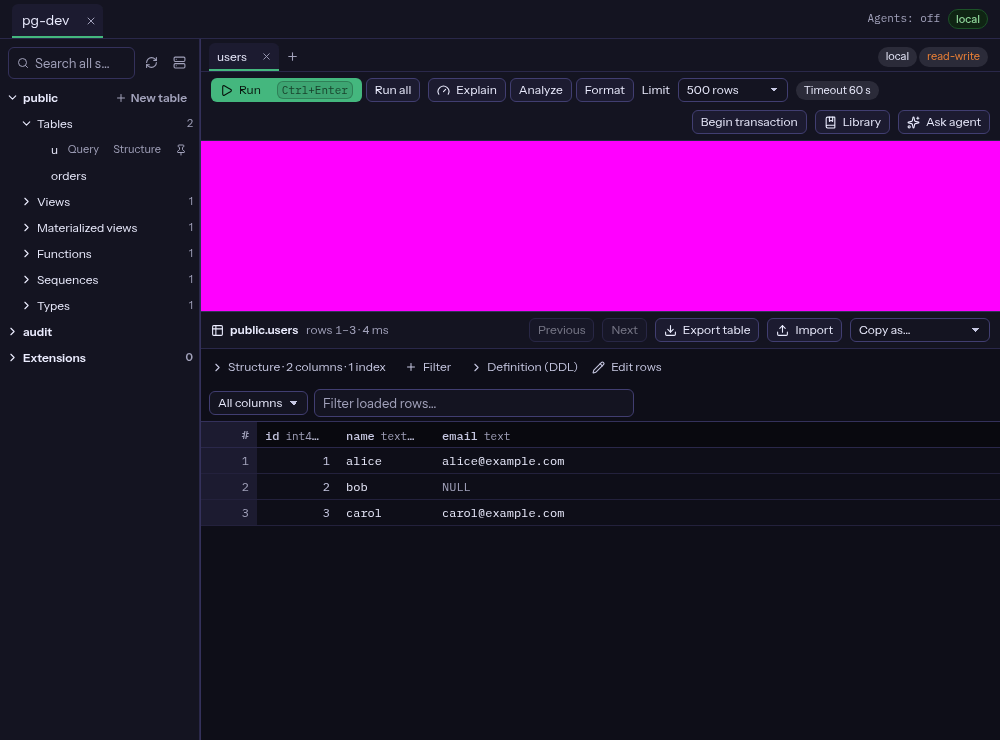 pg-dev
Agents: off local
Search all s...
public New table
Tables 2
u Query Structure
orders
Views 1
Materialized views 1
Functions 1
Sequences 1
Types 1
audit
Extensions 0
users local read-write
Run Ctrl+Enter Run all Explain Analyze Format Limit 500 rows Timeout 60 s
Begin transaction Library Ask agent
public.users rows 1–3 · 4 ms Previous Next Export table Import Copy as...
Structure · 2 columns · 1 index Filter Definition (DDL) Edit rows
All columns Filter loaded rows...
# id int4… name text… email text
1 1 alice alice@example.com
2 2 bob NULL
3 3 carol carol@example.com